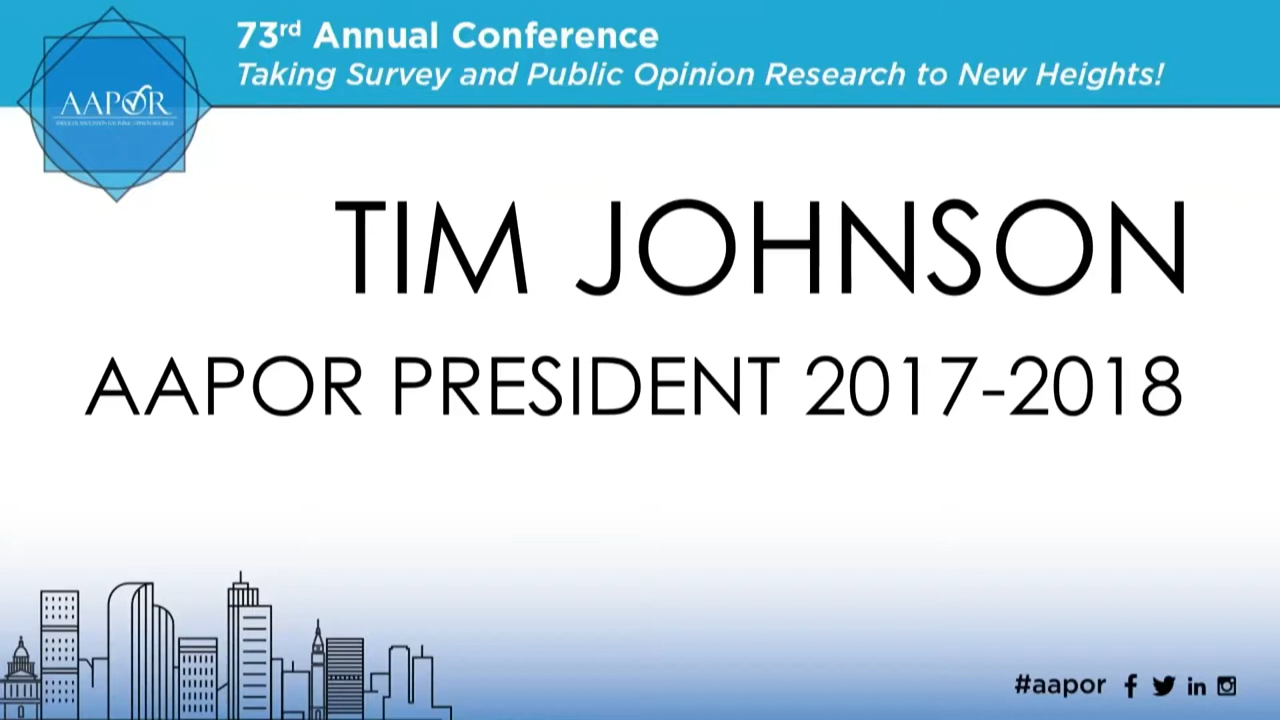 73rd Annual Conference
Taking Survey and Public Opinion Research to New Heights!
AAPOR
TIM JOHNSON
AAPOR PRESIDENT 2017-2018
#aapor